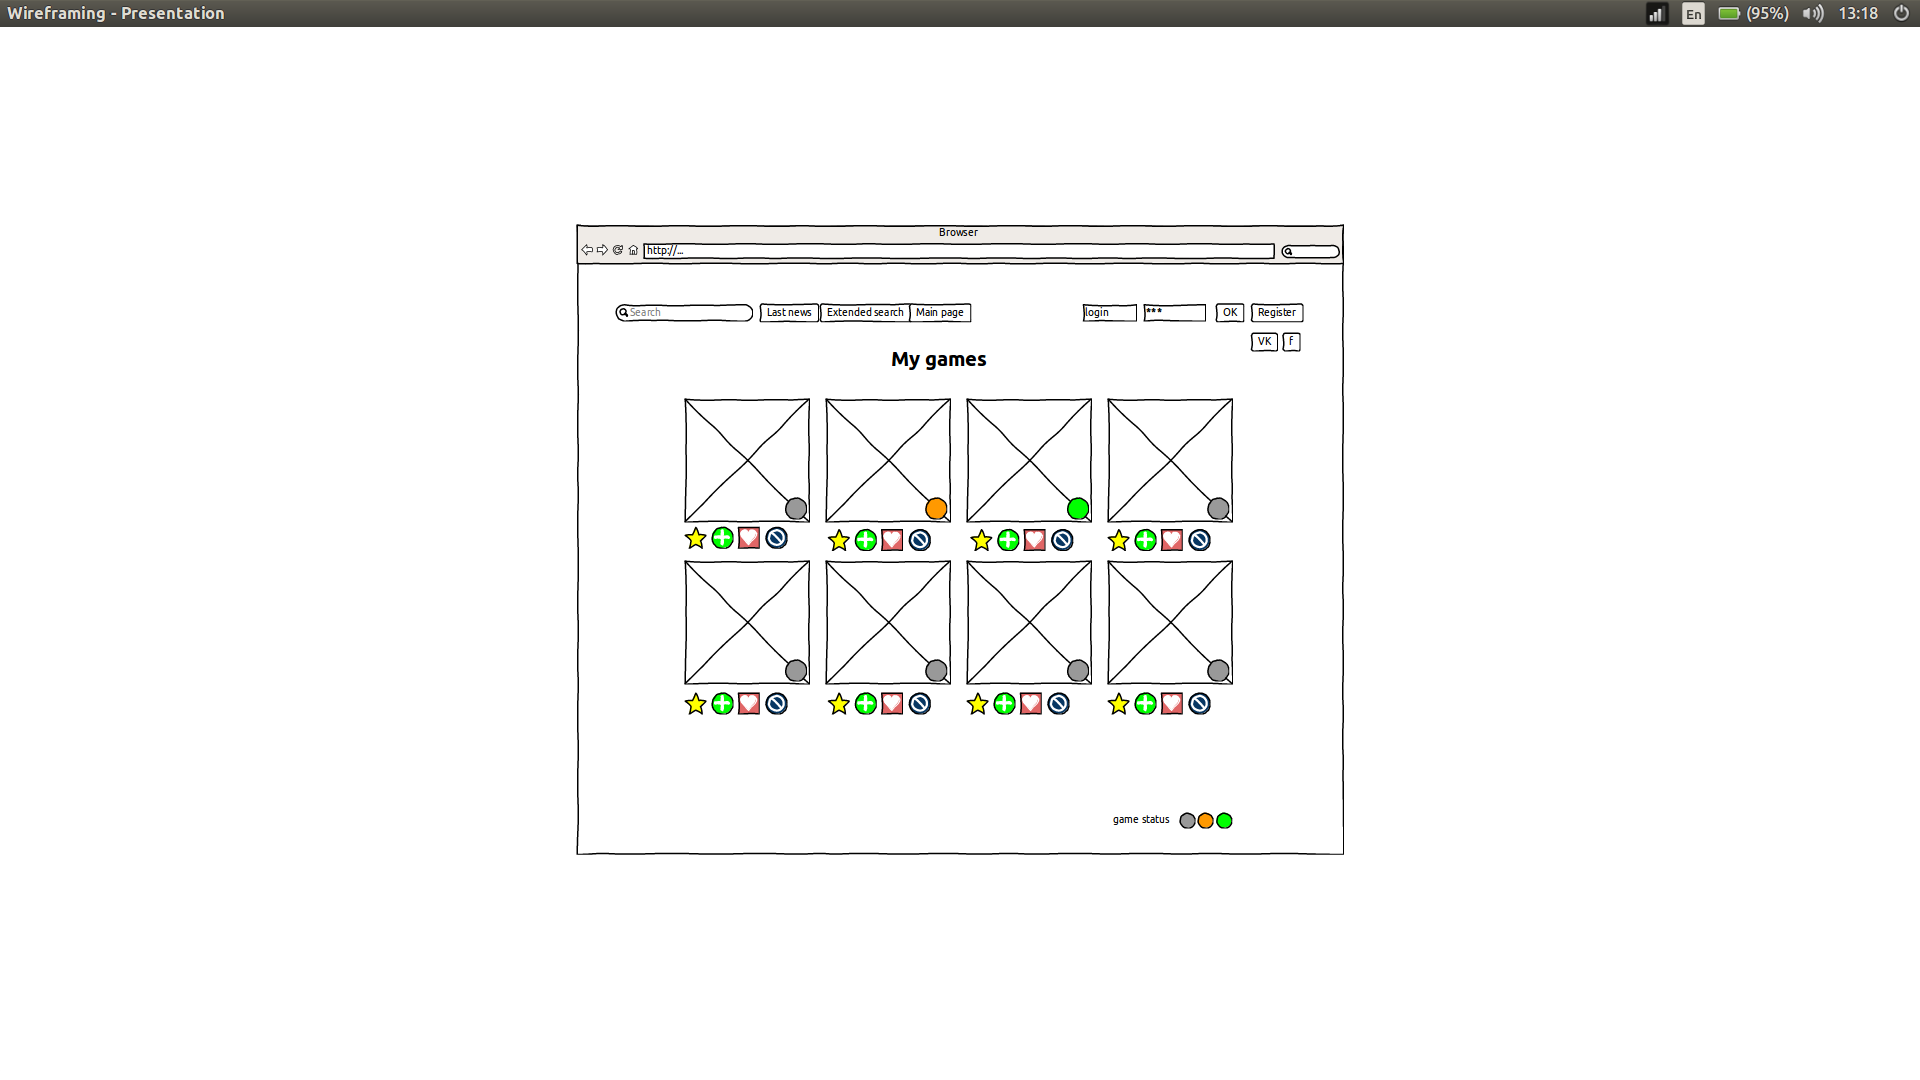 Wireframing - Presentation
En (95%) 13:18
Browser
http://...
Search Last news Extended search Main page login *** OK Register
VK f
My games
game status